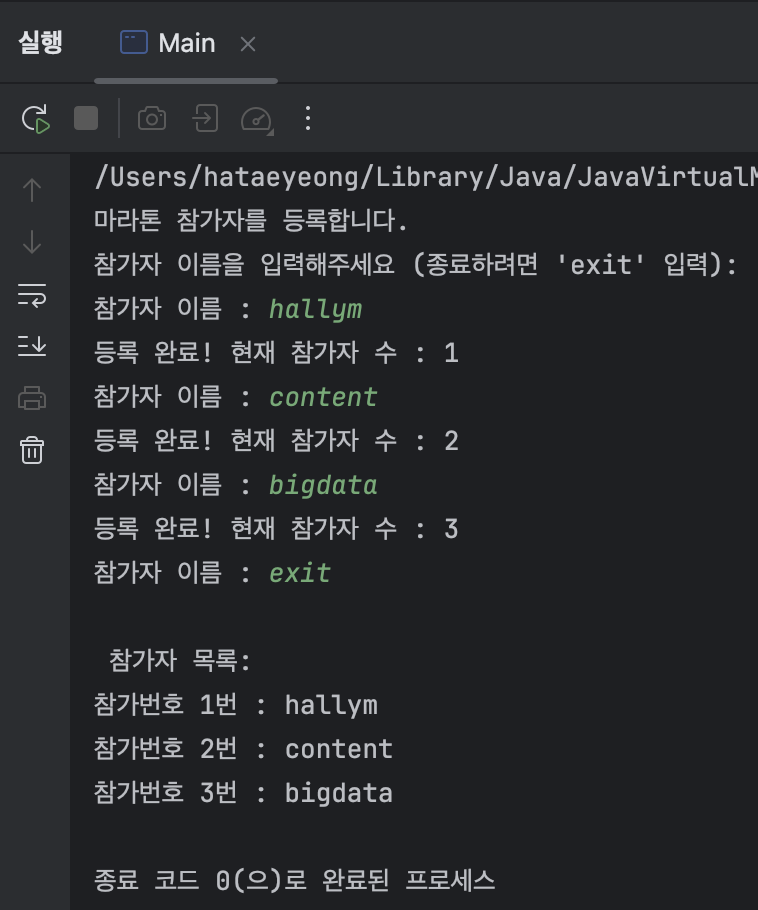 실행 Main
/Users/hataeyeong/Library/Java/JavaVirtualM
마라톤 참가자를 등록합니다.
참가자 이름을 입력해주세요 (종료하려면 'exit' 입력):
참가자 이름 : hallym
등록 완료! 현재 참가자 수 : 1
참가자 이름 : content
등록 완료! 현재 참가자 수 : 2
참가자 이름 : bigdata
등록 완료! 현재 참가자 수 : 3
참가자 이름 : exit
참가자 목록:
참가번호 1번 : hallym
참가번호 2번 : content
참가번호 3번 : bigdata
종료 코드 0(으)로 완료된 프로세스